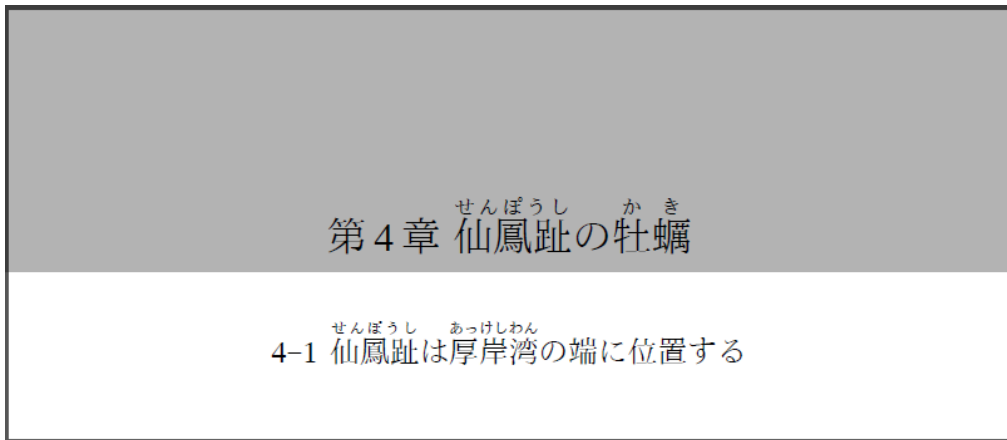 せんぽうし かき
第4章 仙鳳趾の牡蠣
せんぽうし あっけしわん
4−1 仙鳳趾は厚岸湾の端に位置する